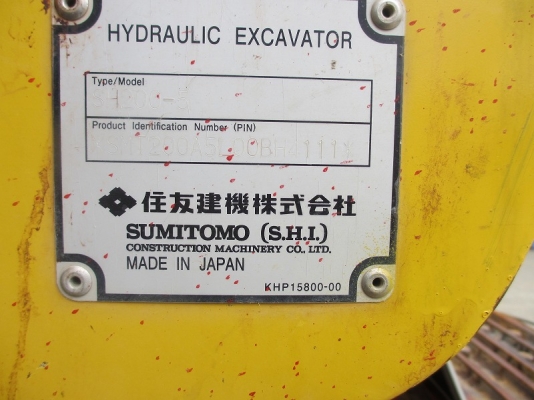 HYDRAULIC EXCAVATOR
Type/Model
Product Identification Number (PIN)
住友建機株式会社
SUMITOMO (S.H.I.)
CONSTRUCTION MACHINERY CO., LTD.
MADE IN JAPAN
KHP15800-00